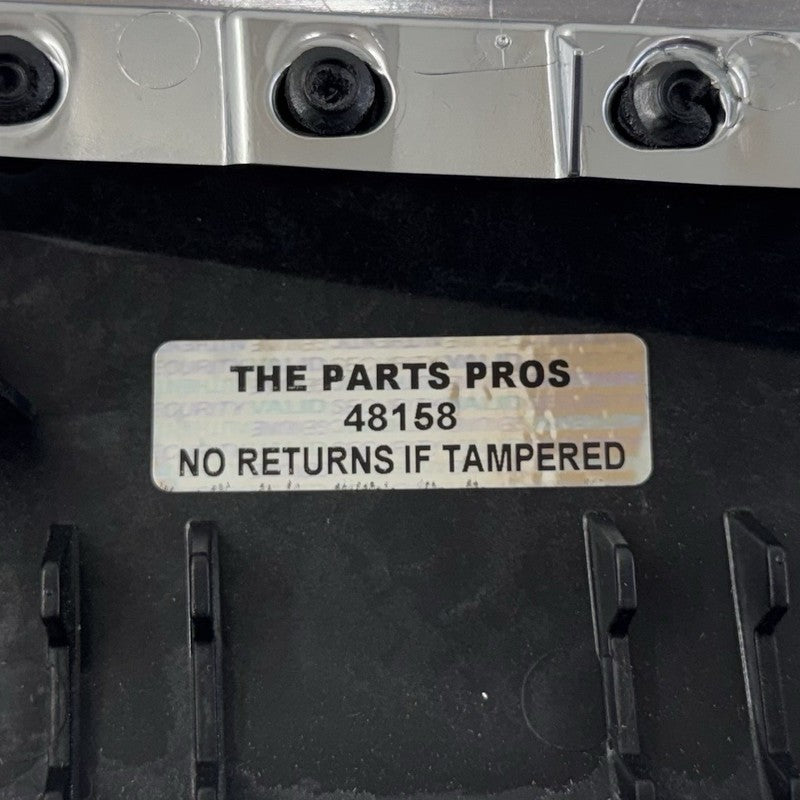 THE PARTS PROS
48158
NO RETURNS IF TAMPERED